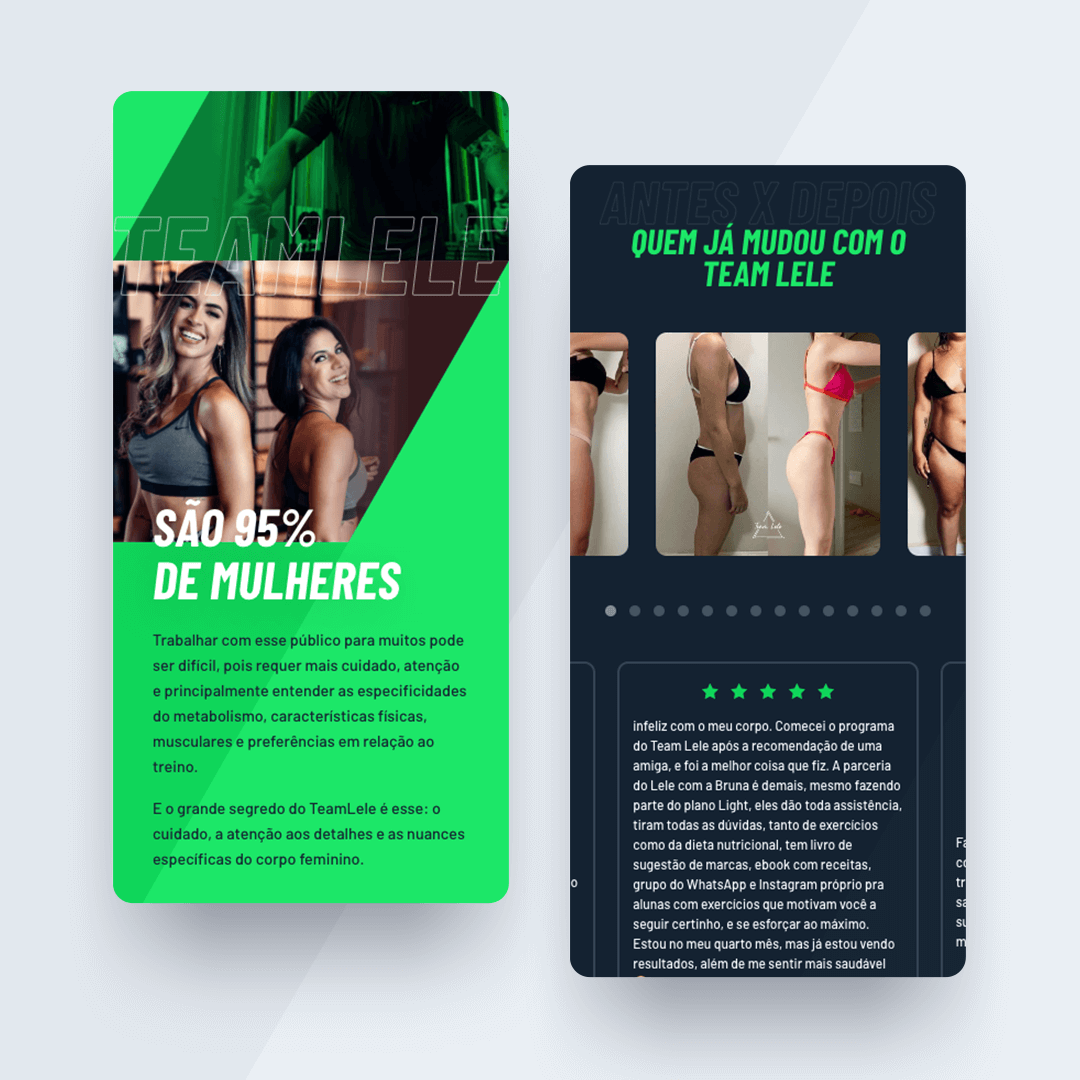 TEAMLELE
SÃO 95%
DE MULHERES
Trabalhar com esse público para muitos pode
ser difícil, pois requer mais cuidado, atenção
e principalmente entender as especificidades
do metabolismo, características físicas,
musculares e preferências em relação ao
treino.
E o grande segredo do TeamLele é esse: o
cuidado, a atenção aos detalhes e as nuances
específicas do corpo feminino.
ANTES X DEPOIS
QUEM JÁ MUDOU COM O
TEAM LELE
Team Lele
infeliz com o meu corpo. Comecei o programa
do Team Lele após a recomendação de uma
amiga, e foi a melhor coisa que fiz. A parceria
do Lele com a Bruna é demais, mesmo fazendo
parte do plano Light, eles dão toda assistência,
tiram todas as dúvidas, tanto de exercícios
como da dieta nutricional, tem livro de
sugestão de marcas, ebook com receitas,
grupo do WhatsApp e Instagram próprio pra
alunas com exercícios que motivam você a
seguir certinho, e se esforçar ao máximo.
Estou no meu quarto mês, mas já estou vendo
resultados, além de me sentir mais saudável